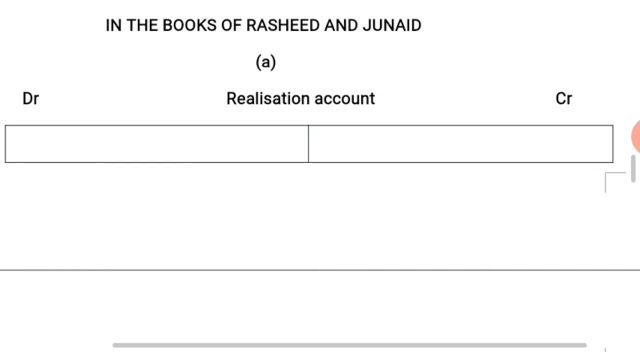 IN THE BOOKS OF RASHEED AND JUNAID
(a)
Dr Realisation account Cr